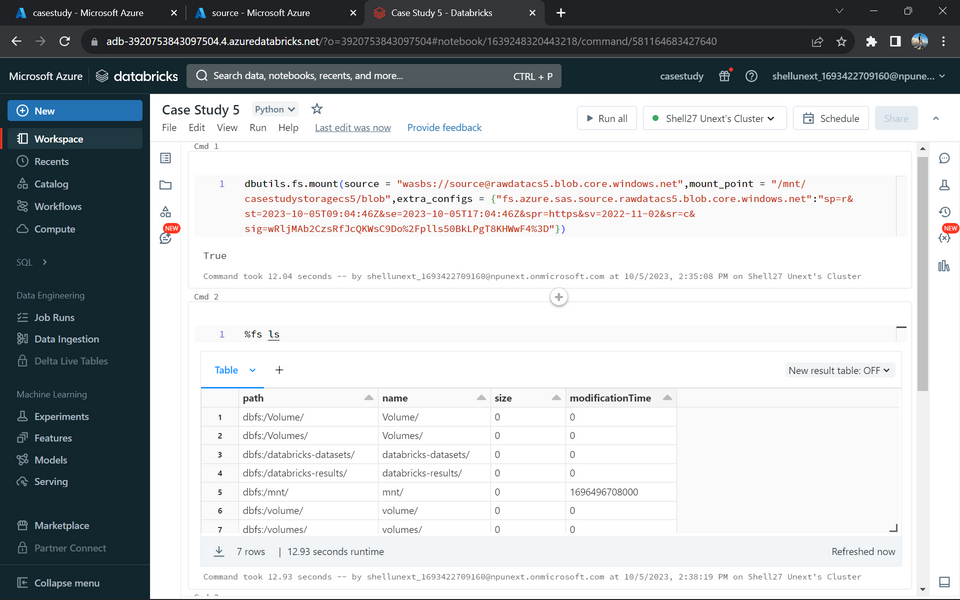 casestudy - Microsoft Azure
source - Microsoft Azure
Case Study 5 - Databricks
adb-3920753843097504.4.azuredatabricks.net/?o=3920753843097504#notebook/1639248320443218/command/581164683427640
Microsoft Azure
databricks
Search data, notebooks, recents, and more...
CTRL + P
casestudy
shellunext_1693422709160@npune...
New
Workspace
Recents
Catalog
Workflows
Compute
SQL
Data Engineering
Job Runs
Data Ingestion
Delta Live Tables
Machine Learning
Experiments
Features
Models
Serving
Marketplace
Partner Connect
Collapse menu
Case Study 5
Python
File Edit View Run Help Last edit was now Provide feedback
Run all
Shell27 Unext's Cluster
Schedule
Share
NEW
NEW
Cmd 1
1 dbutils.fs.mount(source = "wasbs://source@rawdatacs5.blob.core.windows.net",mount_point = "/mnt/
casestudystoragecs5/blob",extra_configs = {"fs.azure.sas.source.rawdatacs5.blob.core.windows.net":"sp=r&
st=2023-10-05T09:04:46Z&se=2023-10-05T17:04:46Z&spr=https&sv=2022-11-02&sr=c&
sig=wRljMAb2CzsRfJcQKWsC9Do%2Fplls50BkLPgT8KHWwF4%3D"})
True
Command took 12.04 seconds -- by shellunext_1693422709160@npunext.onmicrosoft.com at 10/5/2023, 2:35:08 PM on Shell27 Unext's Cluster
Cmd 2
1 %fs ls
Table
New result table: OFF
path name size modificationTime
1 dbfs:/Volume/ Volume/ 0 0
2 dbfs:/Volumes/ Volumes/ 0 0
3 dbfs:/databricks-datasets/ databricks-datasets/ 0 0
4 dbfs:/databricks-results/ databricks-results/ 0 0
5 dbfs:/mnt/ mnt/ 0 1696496708000
6 dbfs:/volume/ volume/ 0 0
7 dbfs:/volumes/ volumes/ 0 0
7 rows | 12.93 seconds runtime
Refreshed now
Command took 12.93 seconds -- by shellunext_1693422709160@npunext.onmicrosoft.com at 10/5/2023, 2:38:19 PM on Shell27 Unext's Cluster